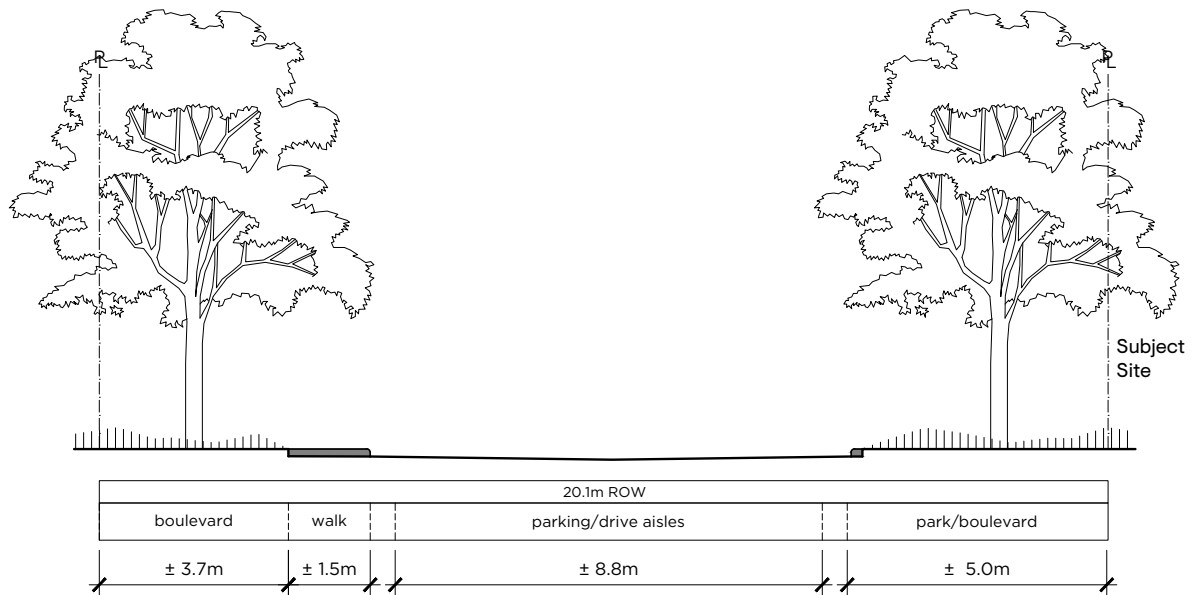 PL
PL
Subject
Site
20.1m ROW
boulevard
walk
parking/drive aisles
park/boulevard
± 3.7m
± 1.5m
± 8.8m
± 5.0m